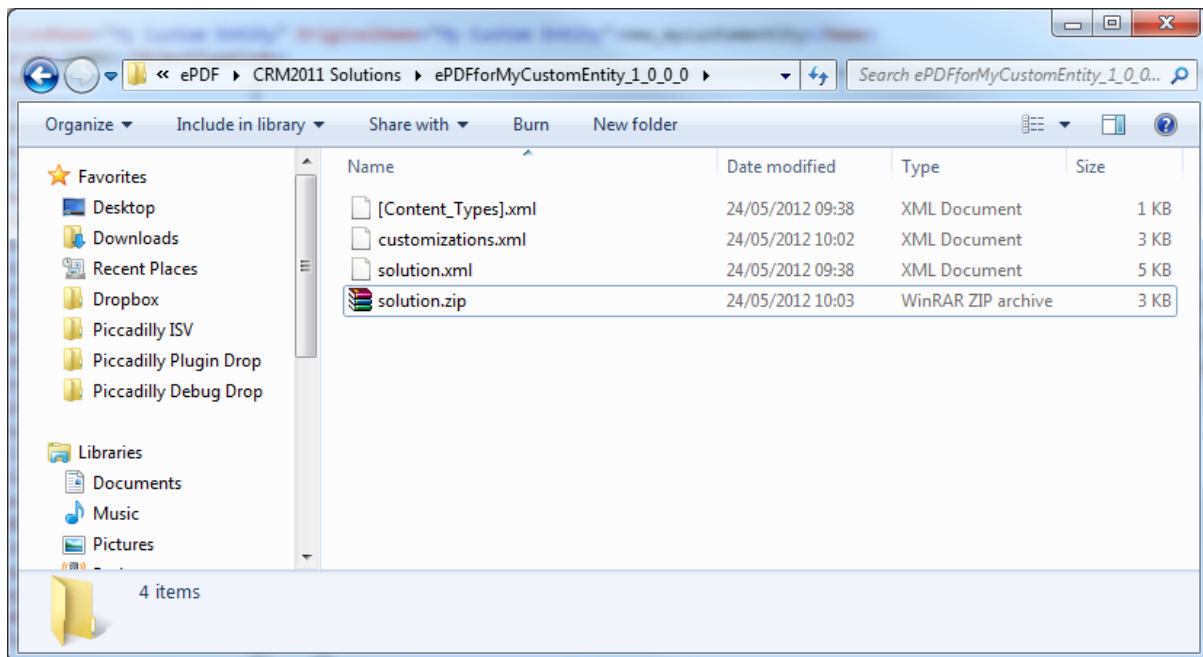 « ePDF ▸ CRM2011 Solutions ▸ ePDFforMyCustomEntity_1_0_0_0 ▸
Search ePDFforMyCustomEntity_1_0_0...
Organize Include in library Share with Burn New folder
Favorites
Desktop
Downloads
Recent Places
Dropbox
Piccadilly ISV
Piccadilly Plugin Drop
Piccadilly Debug Drop
Libraries
Documents
Music
Pictures
Name Date modified Type Size
[Content_Types].xml 24/05/2012 09:38 XML Document 1 KB
customizations.xml 24/05/2012 10:02 XML Document 3 KB
solution.xml 24/05/2012 09:38 XML Document 5 KB
solution.zip 24/05/2012 10:03 WinRAR ZIP archive 3 KB
4 items